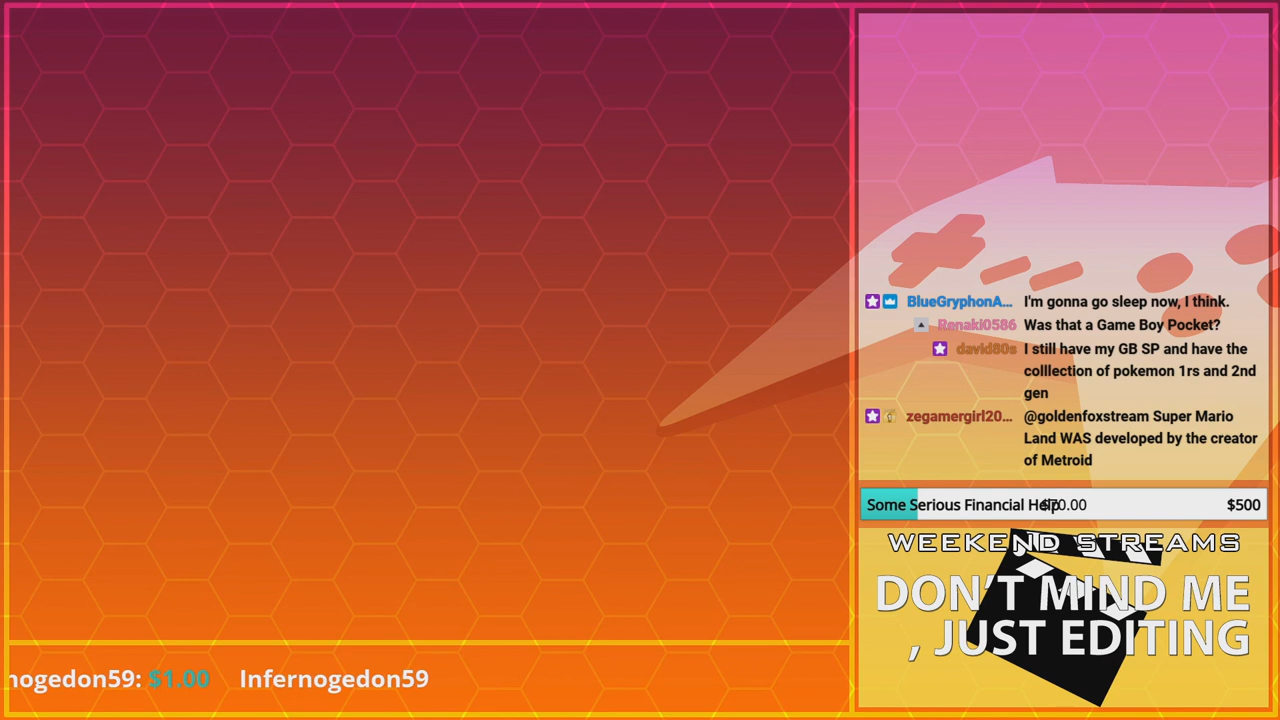 BlueGryphonA... I'm gonna go sleep now, I think.
Renaki0586 Was that a Game Boy Pocket?
david80s I still have my GB SP and have the
colllection of pokemon 1rs and 2nd
gen
zegamergirl20... @goldenfoxstream Super Mario
Land WAS developed by the creator
of Metroid
Some Serious Financial Help $70.00 $500
WEEKEND STREAMS
DON'T MIND ME
, JUST EDITING
nogedon59: $1.00 Infernogedon59